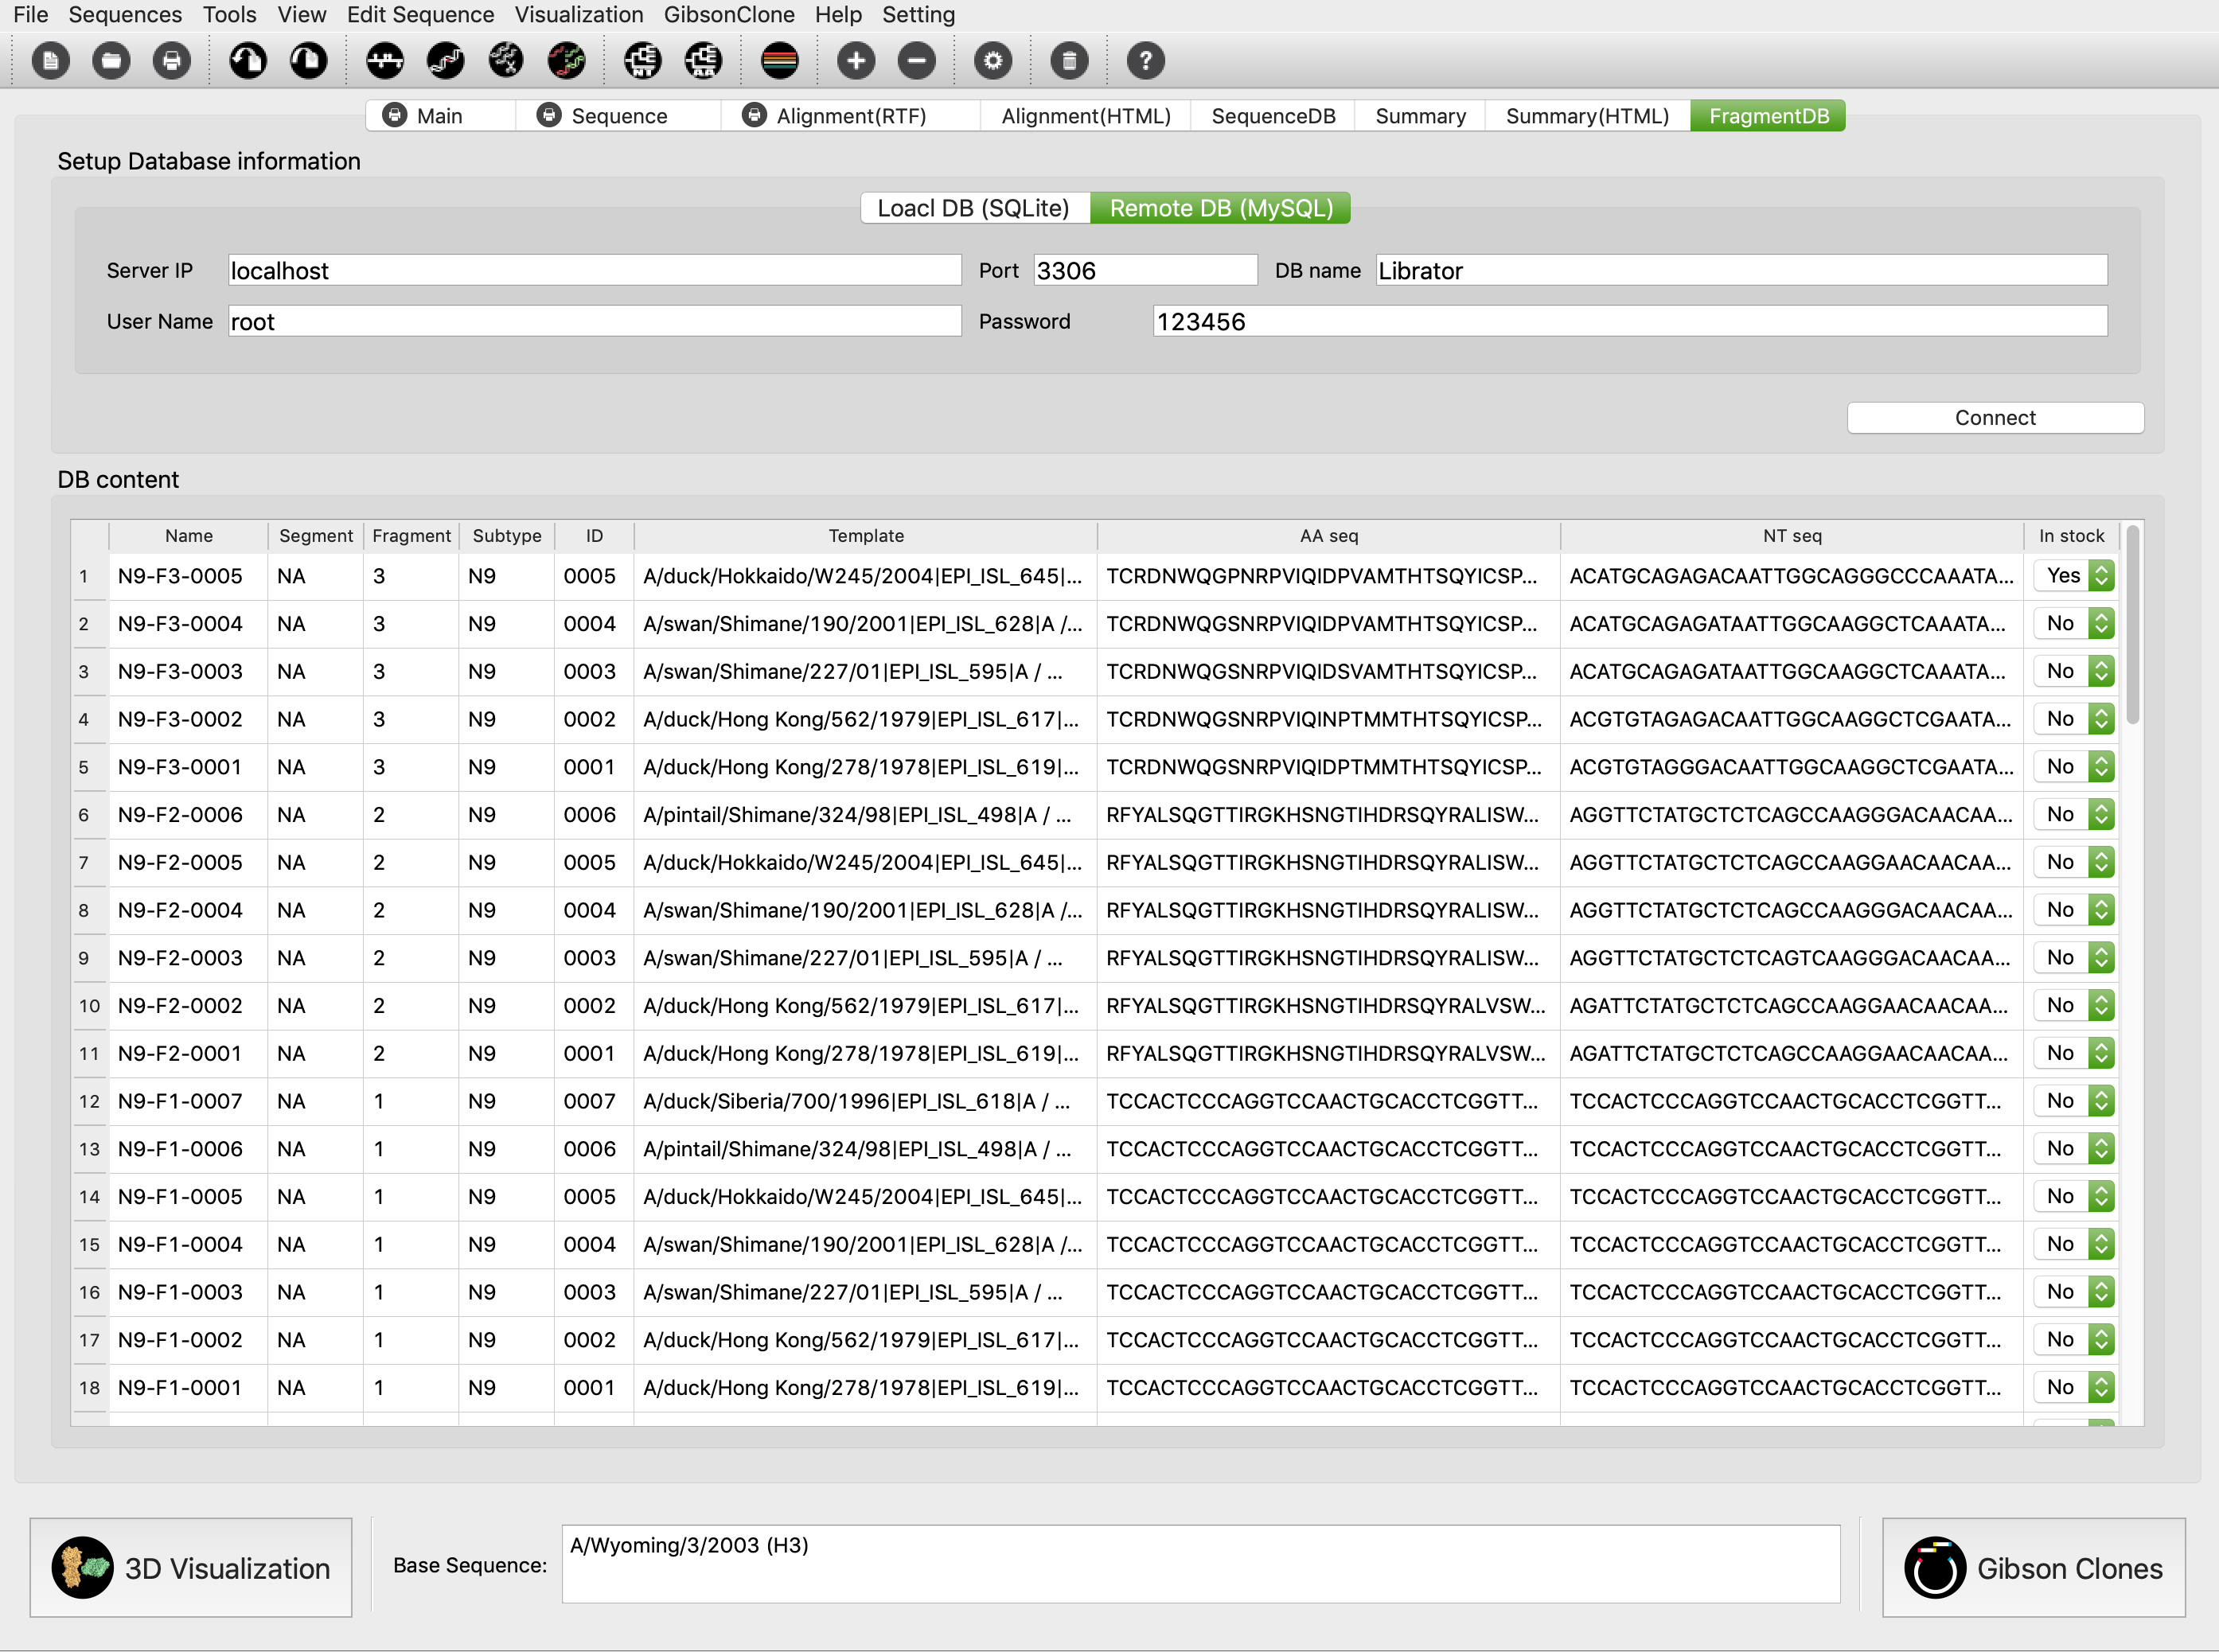 File Sequences Tools View Edit Sequence Visualization GibsonClone Help Setting
NT AA ?
Main Sequence Alignment(RTF) Alignment(HTML) SequenceDB Summary Summary(HTML) FragmentDB
Setup Database information
Loacl DB (SQLite) Remote DB (MySQL)
Server IP localhost Port 3306 DB name Librator
User Name root Password 123456
Connect
DB content
Name Segment Fragment Subtype ID Template AA seq NT seq In stock
1 N9-F3-0005 NA 3 N9 0005 A/duck/Hokkaido/W245/2004|EPI_ISL_645|... TCRDNWQGPNRPVIQIDPVAMTHTSQYICSP... ACATGCAGAGACAATTGGCAGGGCCCAAATA... Yes
2 N9-F3-0004 NA 3 N9 0004 A/swan/Shimane/190/2001|EPI_ISL_628|A /... TCRDNWQGSNRPVIQIDPVAMTHTSQYICSP... ACATGCAGAGATAATTGGCAAGGCTCAAATA... No
3 N9-F3-0003 NA 3 N9 0003 A/swan/Shimane/227/01|EPI_ISL_595|A / ... TCRDNWQGSNRPVIQIDSVAMTHTSQYICSP... ACATGCAGAGATAATTGGCAAGGCTCAAATA... No
4 N9-F3-0002 NA 3 N9 0002 A/duck/Hong Kong/562/1979|EPI_ISL_617|... TCRDNWQGSNRPVIQINPTMMTHTSQYICSP... ACGTGTAGAGACAATTGGCAAGGCTCGAATA... No
5 N9-F3-0001 NA 3 N9 0001 A/duck/Hong Kong/278/1978|EPI_ISL_619|... TCRDNWQGSNRPVIQIDPTMMTHTSQYICSP... ACGTGTAGGGACAATTGGCAAGGCTCGAATA... No
6 N9-F2-0006 NA 2 N9 0006 A/pintail/Shimane/324/98|EPI_ISL_498|A / ... RFYALSQGTTIRGKHSNGTIHDRSQYRALISW... AGGTTCTATGCTCTCAGCCAAGGGACAACAA... No
7 N9-F2-0005 NA 2 N9 0005 A/duck/Hokkaido/W245/2004|EPI_ISL_645|... RFYALSQGTTIRGKHSNGTIHDRSQYRALISW... AGGTTCTATGCTCTCAGCCAAGGAACAACAA... No
8 N9-F2-0004 NA 2 N9 0004 A/swan/Shimane/190/2001|EPI_ISL_628|A /... RFYALSQGTTIRGKHSNGTIHDRSQYRALISW... AGGTTCTATGCTCTCAGCCAAGGGACAACAA... No
9 N9-F2-0003 NA 2 N9 0003 A/swan/Shimane/227/01|EPI_ISL_595|A / ... RFYALSQGTTIRGKHSNGTIHDRSQYRALISW... AGGTTCTATGCTCTCAGTCAAGGGACAACAA... No
10 N9-F2-0002 NA 2 N9 0002 A/duck/Hong Kong/562/1979|EPI_ISL_617|... RFYALSQGTTIRGKHSNGTIHDRSQYRALVSW... AGATTCTATGCTCTCAGCCAAGGAACAACAA... No
11 N9-F2-0001 NA 2 N9 0001 A/duck/Hong Kong/278/1978|EPI_ISL_619|... RFYALSQGTTIRGKHSNGTIHDRSQYRALVSW... AGATTCTATGCTCTCAGCCAAGGAACAACAA... No
12 N9-F1-0007 NA 1 N9 0007 A/duck/Siberia/700/1996|EPI_ISL_618|A / ... TCCACTCCCAGGTCCAACTGCACCTCGGTT... TCCACTCCCAGGTCCAACTGCACCTCGGTT... No
13 N9-F1-0006 NA 1 N9 0006 A/pintail/Shimane/324/98|EPI_ISL_498|A / ... TCCACTCCCAGGTCCAACTGCACCTCGGTT... TCCACTCCCAGGTCCAACTGCACCTCGGTT... No
14 N9-F1-0005 NA 1 N9 0005 A/duck/Hokkaido/W245/2004|EPI_ISL_645|... TCCACTCCCAGGTCCAACTGCACCTCGGTT... TCCACTCCCAGGTCCAACTGCACCTCGGTT... No
15 N9-F1-0004 NA 1 N9 0004 A/swan/Shimane/190/2001|EPI_ISL_628|A /... TCCACTCCCAGGTCCAACTGCACCTCGGTT... TCCACTCCCAGGTCCAACTGCACCTCGGTT... No
16 N9-F1-0003 NA 1 N9 0003 A/swan/Shimane/227/01|EPI_ISL_595|A / ... TCCACTCCCAGGTCCAACTGCACCTCGGTT... TCCACTCCCAGGTCCAACTGCACCTCGGTT... No
17 N9-F1-0002 NA 1 N9 0002 A/duck/Hong Kong/562/1979|EPI_ISL_617|... TCCACTCCCAGGTCCAACTGCACCTCGGTT... TCCACTCCCAGGTCCAACTGCACCTCGGTT... No
18 N9-F1-0001 NA 1 N9 0001 A/duck/Hong Kong/278/1978|EPI_ISL_619|... TCCACTCCCAGGTCCAACTGCACCTCGGTT... TCCACTCCCAGGTCCAACTGCACCTCGGTT... No
3D Visualization Base Sequence: A/Wyoming/3/2003 (H3) Gibson Clones